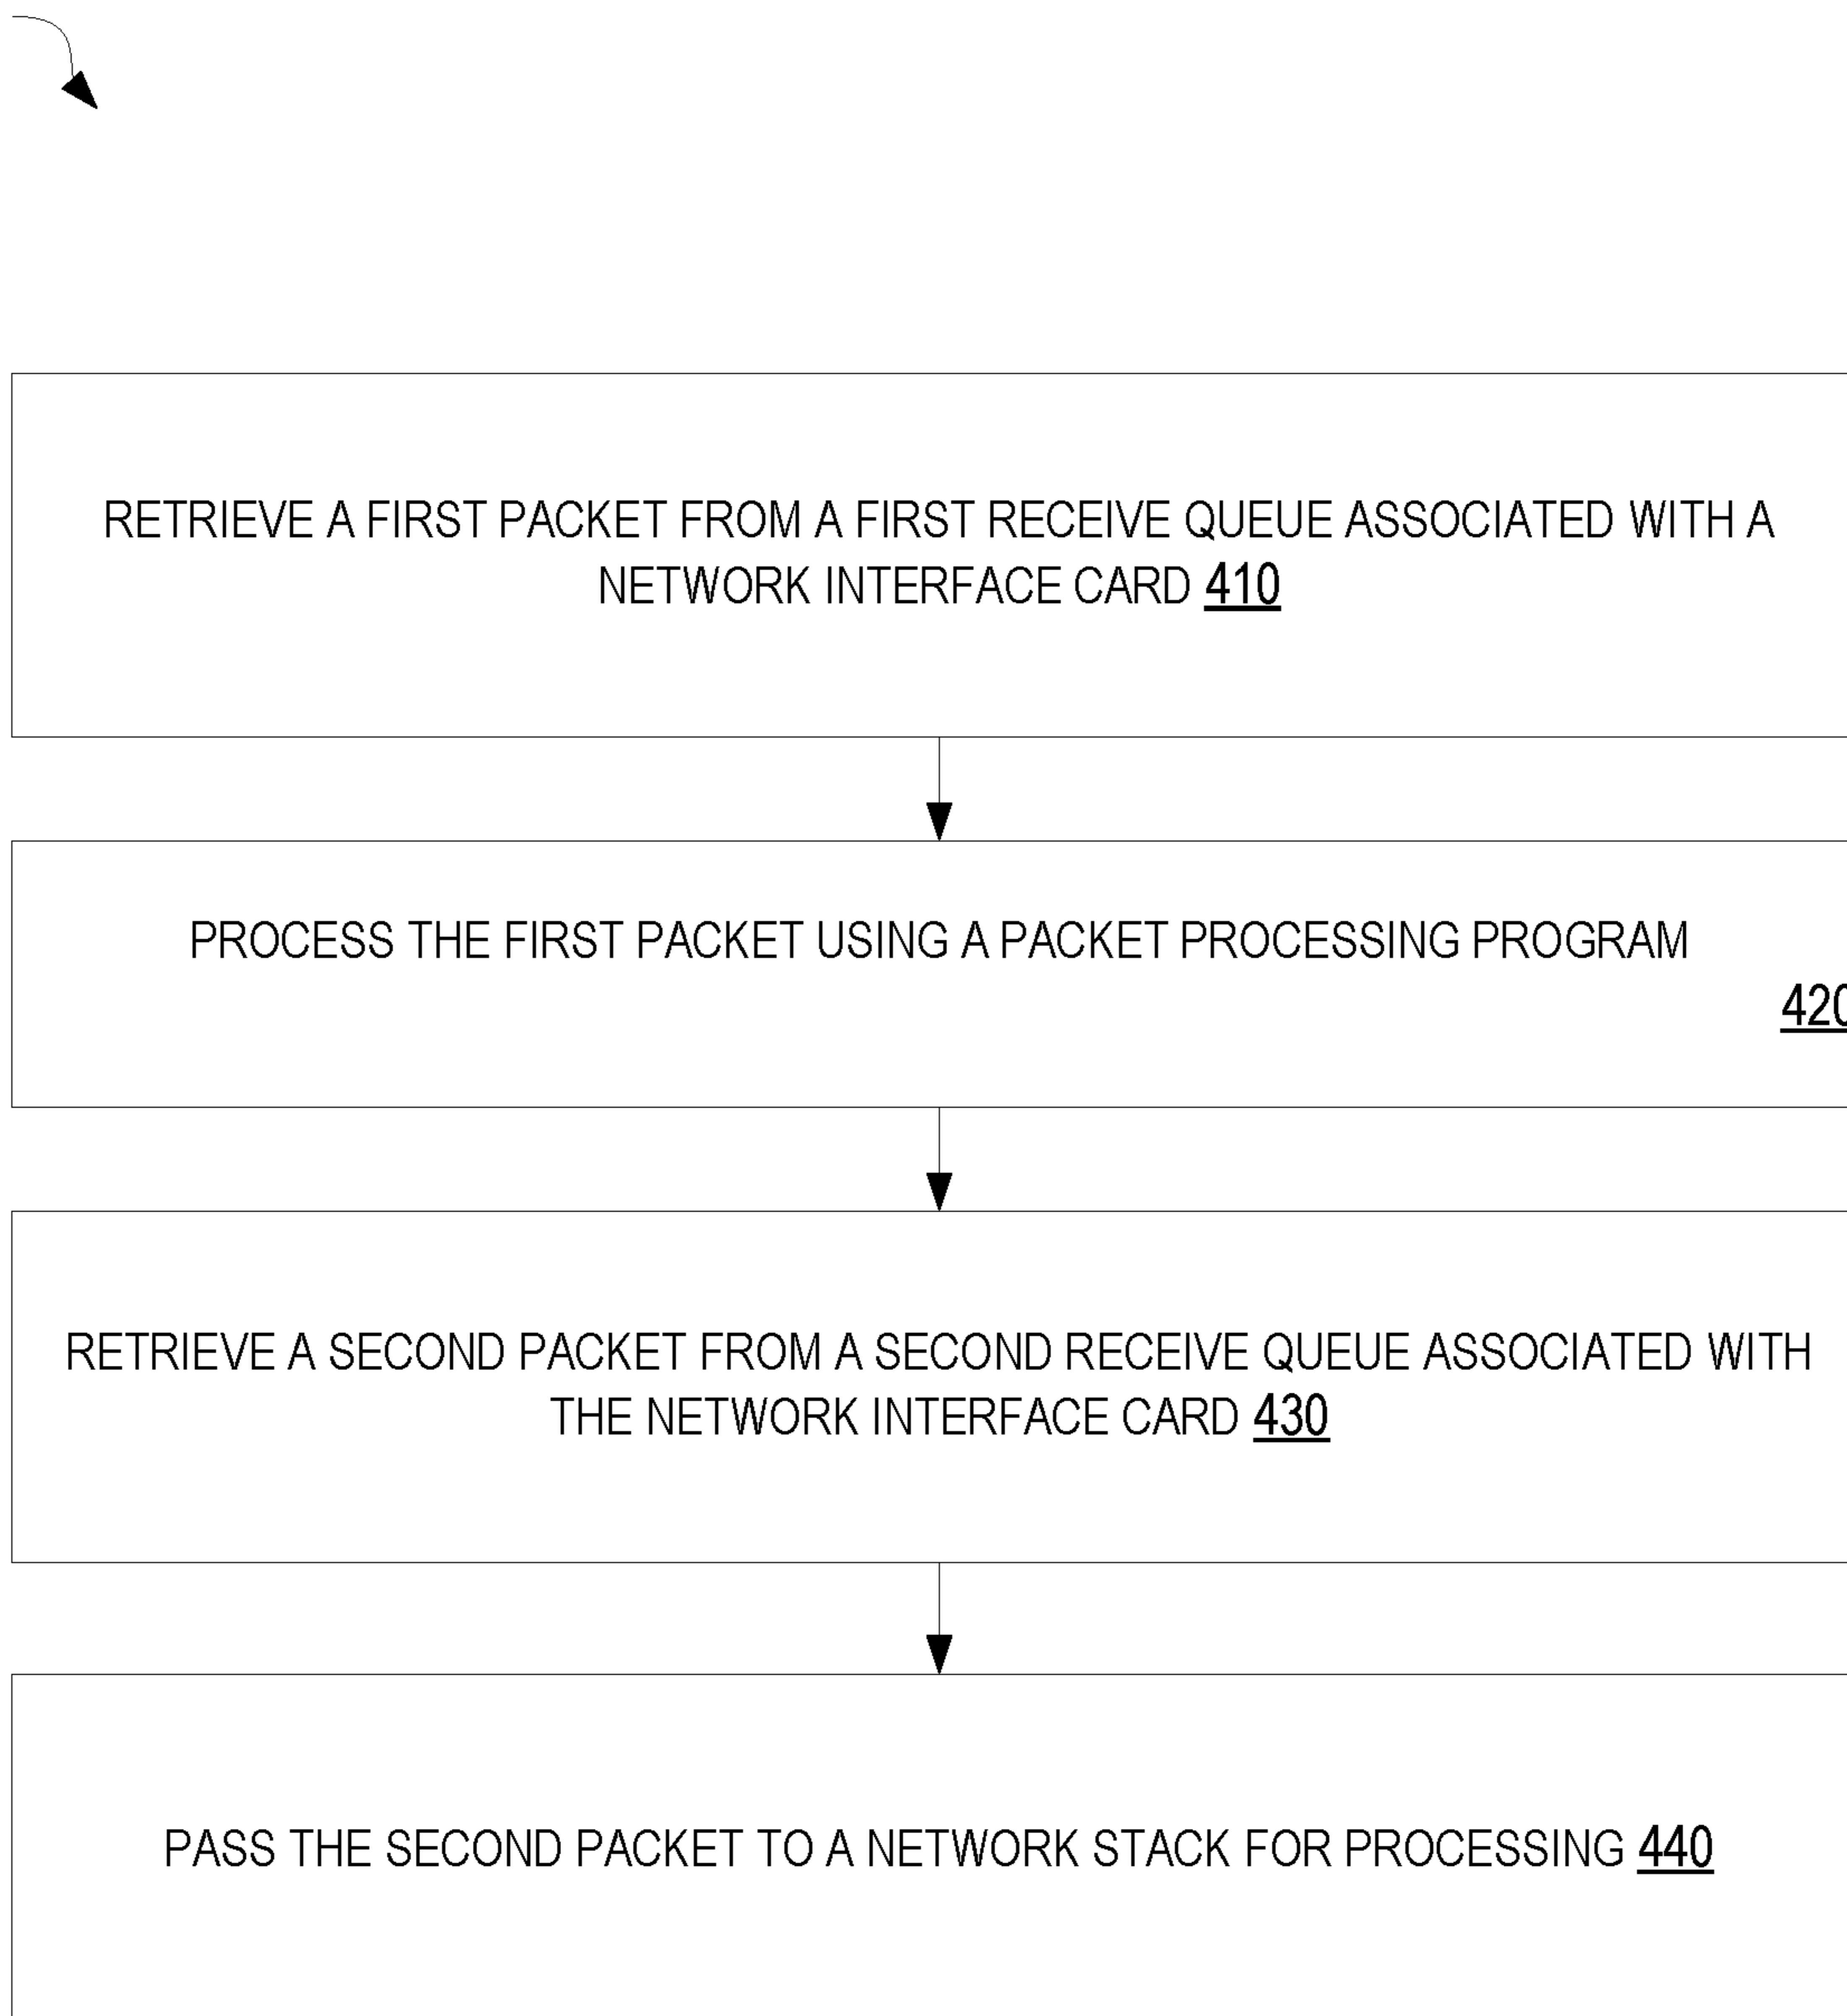 RETRIEVE A FIRST PACKET FROM A FIRST RECEIVE QUEUE ASSOCIATED WITH A
NETWORK INTERFACE CARD 410
PROCESS THE FIRST PACKET USING A PACKET PROCESSING PROGRAM
420
RETRIEVE A SECOND PACKET FROM A SECOND RECEIVE QUEUE ASSOCIATED WITH
THE NETWORK INTERFACE CARD 430
PASS THE SECOND PACKET TO A NETWORK STACK FOR PROCESSING 440